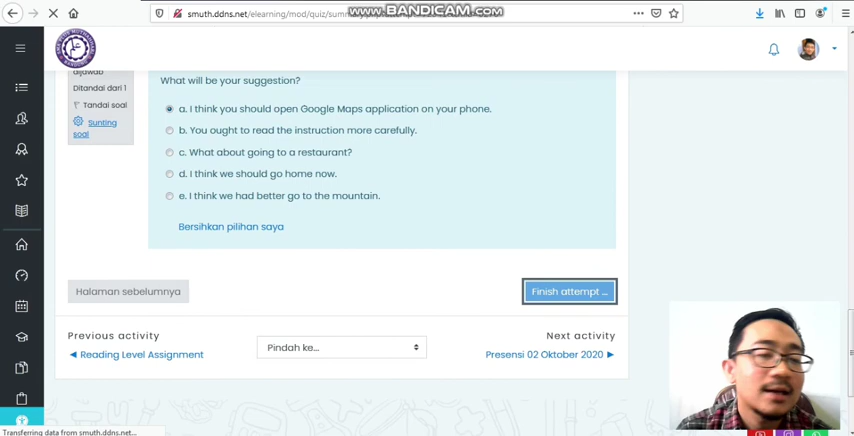 smuth.ddns.net/elearning/mod/quiz/summ
WWW.BANDICAM.COM
dijawab
Ditandai dari 1
Tandai soal
Sunting
soal
What will be your suggestion?
a. I think you should open Google Maps application on your phone.
b. You ought to read the instruction more carefully.
c. What about going to a restaurant?
d. I think we should go home now.
e. I think we had better go to the mountain.
Bersihkan pilihan saya
Halaman sebelumnya
Finish attempt ...
Previous activity
Next activity
◄ Reading Level Assignment
Pindah ke...
Presensi 02 Oktober 2020 ►
Transferring data from smuth.ddns.net...